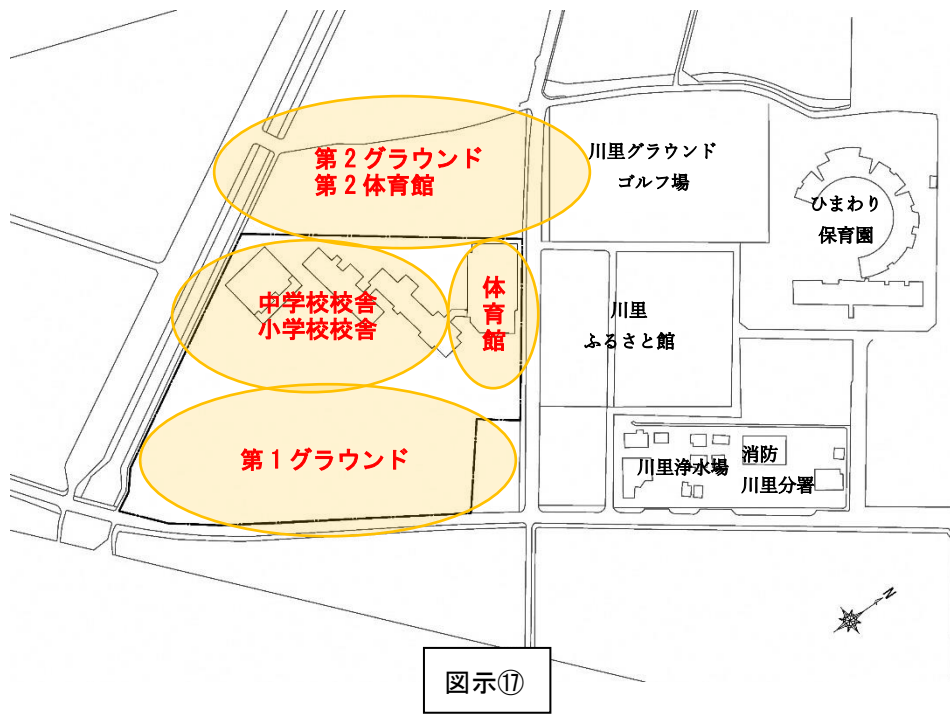 第２グラウンド
第２体育館
川里グラウンド
ゴルフ場
ひまわり
保育園
中学校校舎
小学校校舎
体
育
館
川里
ふるさと館
第１グラウンド
川里浄水場
消防
川里分署
N
図示⑰